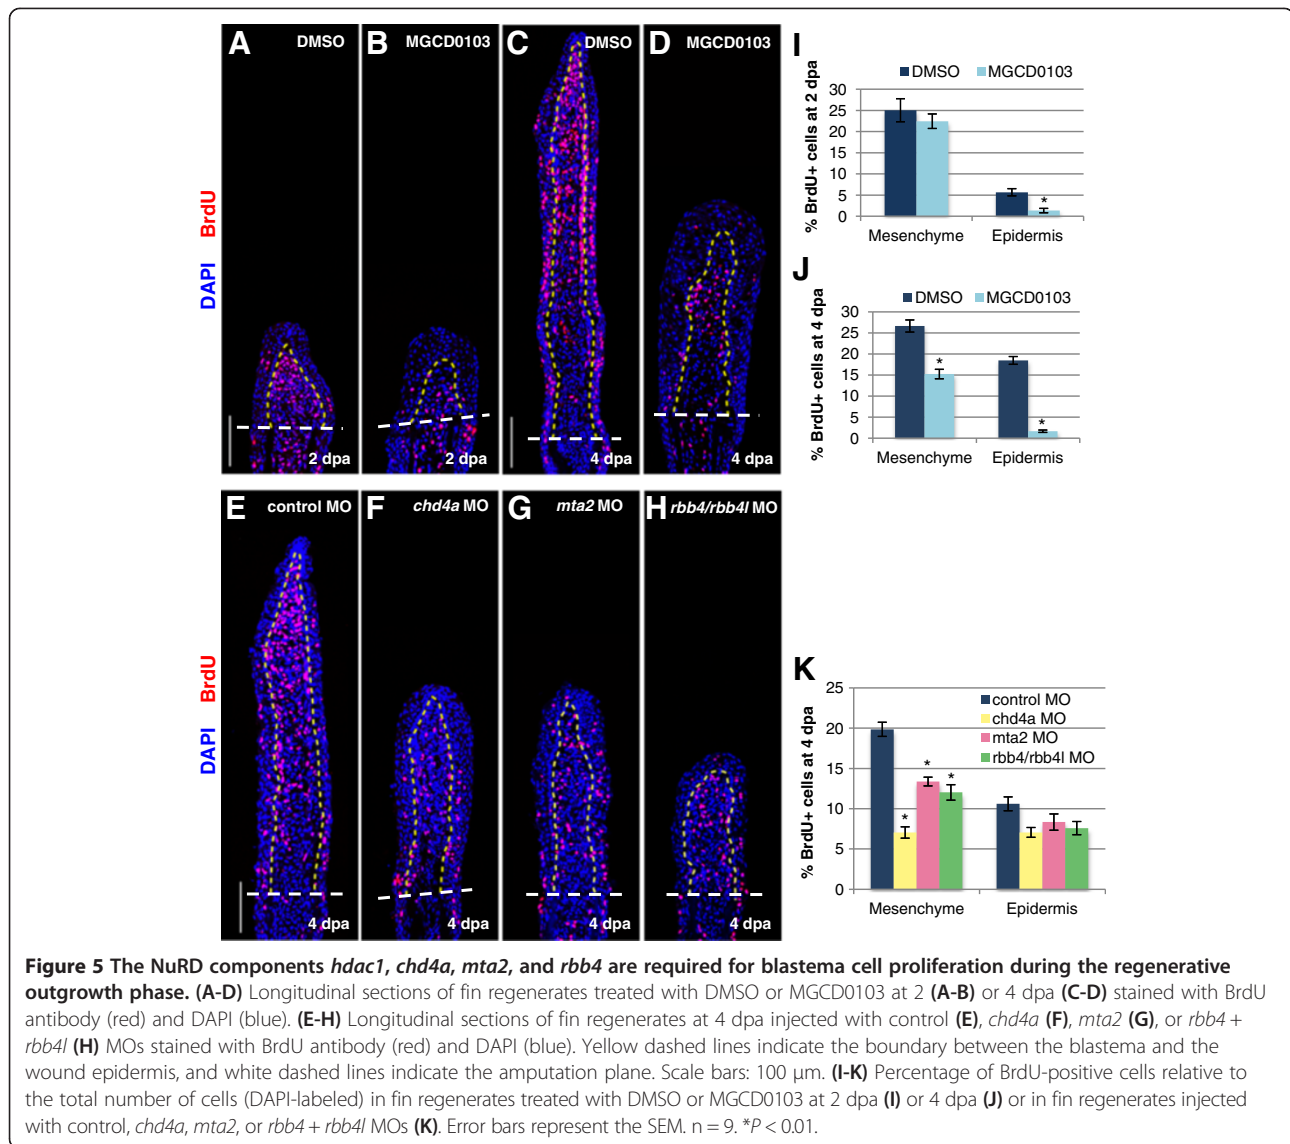 A DMSO
B MGCD0103
C DMSO
D MGCD0103
DAPI BrdU
2 dpa
2 dpa
4 dpa
4 dpa
I
DMSO MGCD0103
% BrdU+ cells at 2 dpa
30
25
20
15
10
5
0
*
Mesenchyme Epidermis
J
DMSO MGCD0103
% BrdU+ cells at 4 dpa
30
25
20
15
10
5
0
*
*
Mesenchyme Epidermis
E control MO
F chd4a MO
G mta2 MO
H rbb4/rbb4l MO
DAPI BrdU
4 dpa
4 dpa
4 dpa
4 dpa
K
% BrdU+ cells at 4 dpa
25
20
15
10
5
0
control MO
chd4a MO
mta2 MO
rbb4/rbb4l MO
*
*
*
Mesenchyme Epidermis
Figure 5 The NuRD components hdac1, chd4a, mta2, and rbb4 are required for blastema cell proliferation during the regenerative
outgrowth phase. (A-D) Longitudinal sections of fin regenerates treated with DMSO or MGCD0103 at 2 (A-B) or 4 dpa (C-D) stained with BrdU
antibody (red) and DAPI (blue). (E-H) Longitudinal sections of fin regenerates at 4 dpa injected with control (E), chd4a (F), mta2 (G), or rbb4 +
rbb4l (H) MOs stained with BrdU antibody (red) and DAPI (blue). Yellow dashed lines indicate the boundary between the blastema and the
wound epidermis, and white dashed lines indicate the amputation plane. Scale bars: 100 μm. (I-K) Percentage of BrdU-positive cells relative to
the total number of cells (DAPI-labeled) in fin regenerates treated with DMSO or MGCD0103 at 2 dpa (I) or 4 dpa (J) or in fin regenerates injected
with control, chd4a, mta2, or rbb4 + rbb4l MOs (K). Error bars represent the SEM. n = 9. *P < 0.01.